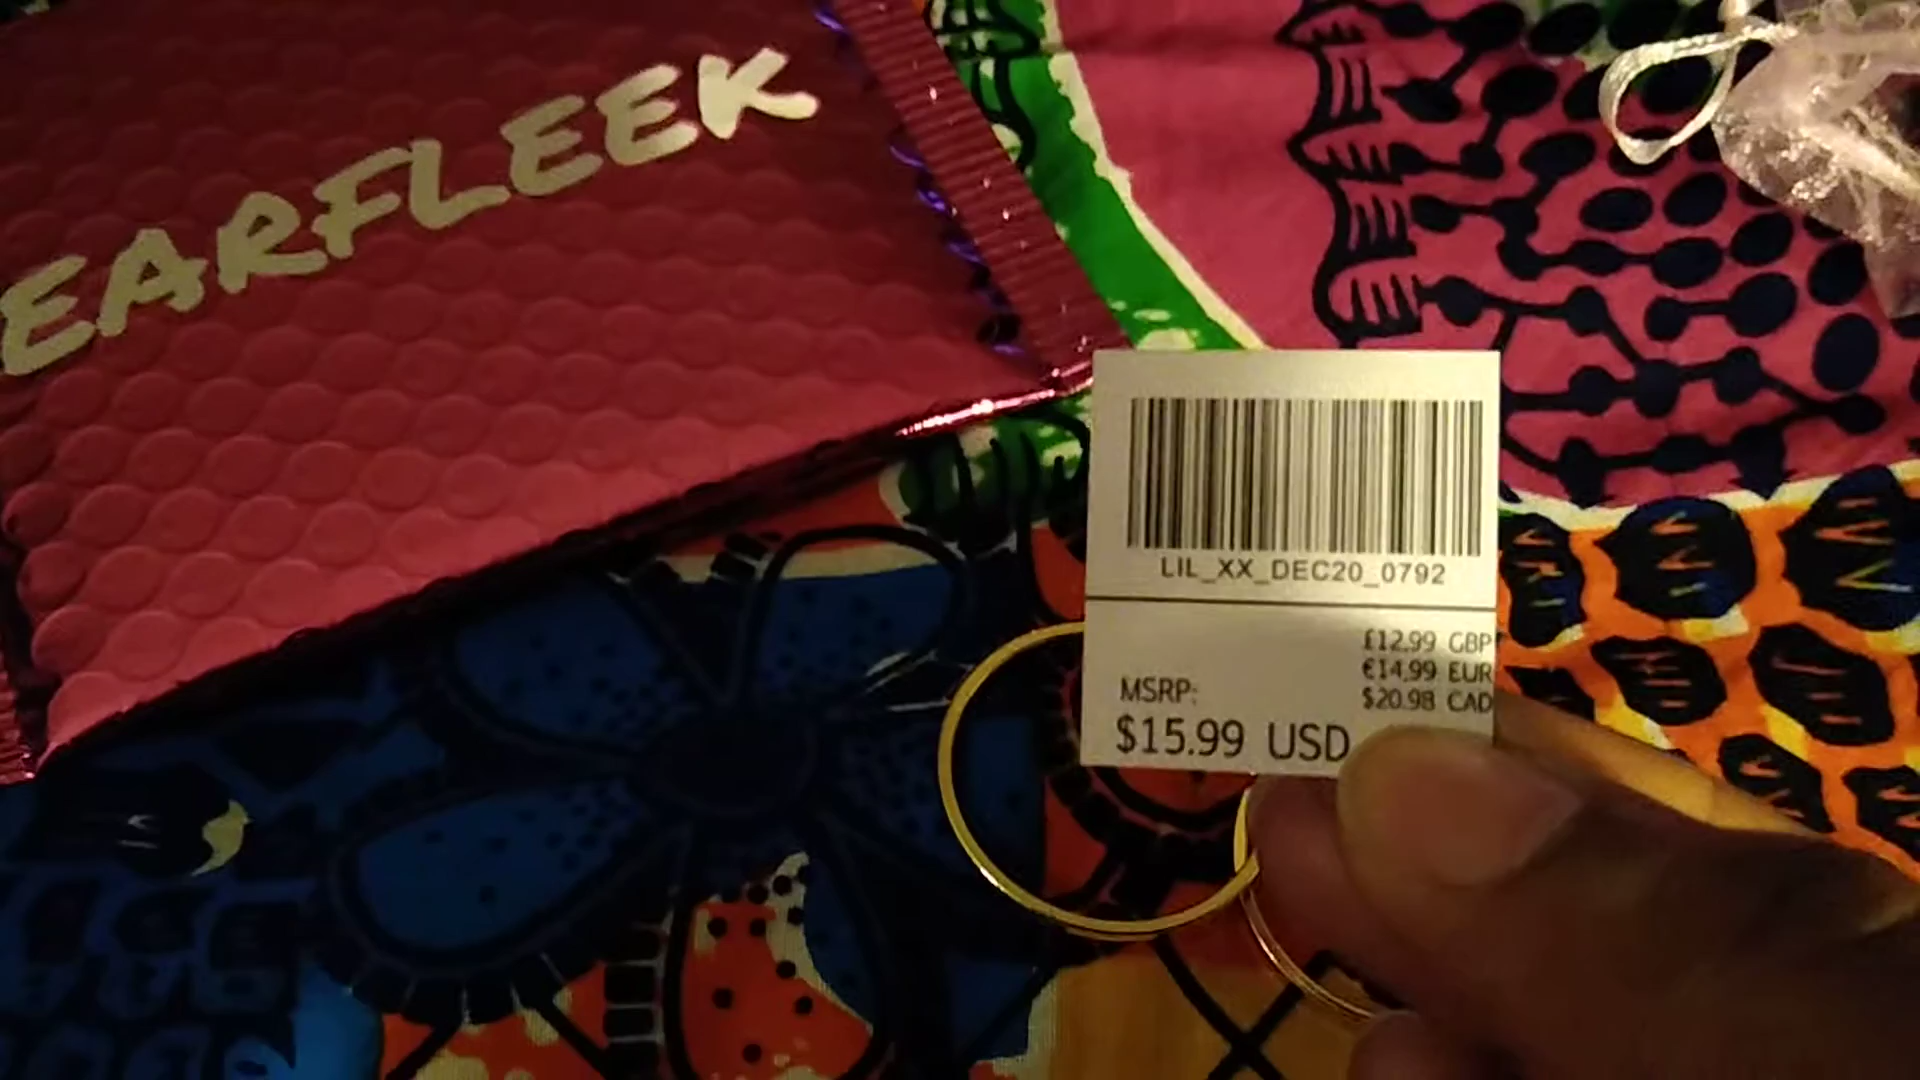 EARFLEEK
LIL_XX_DEC20_0792
£12.99 GBP
€14.99 EUR
$20.98 CAD
MSRP:
$15.99 USD